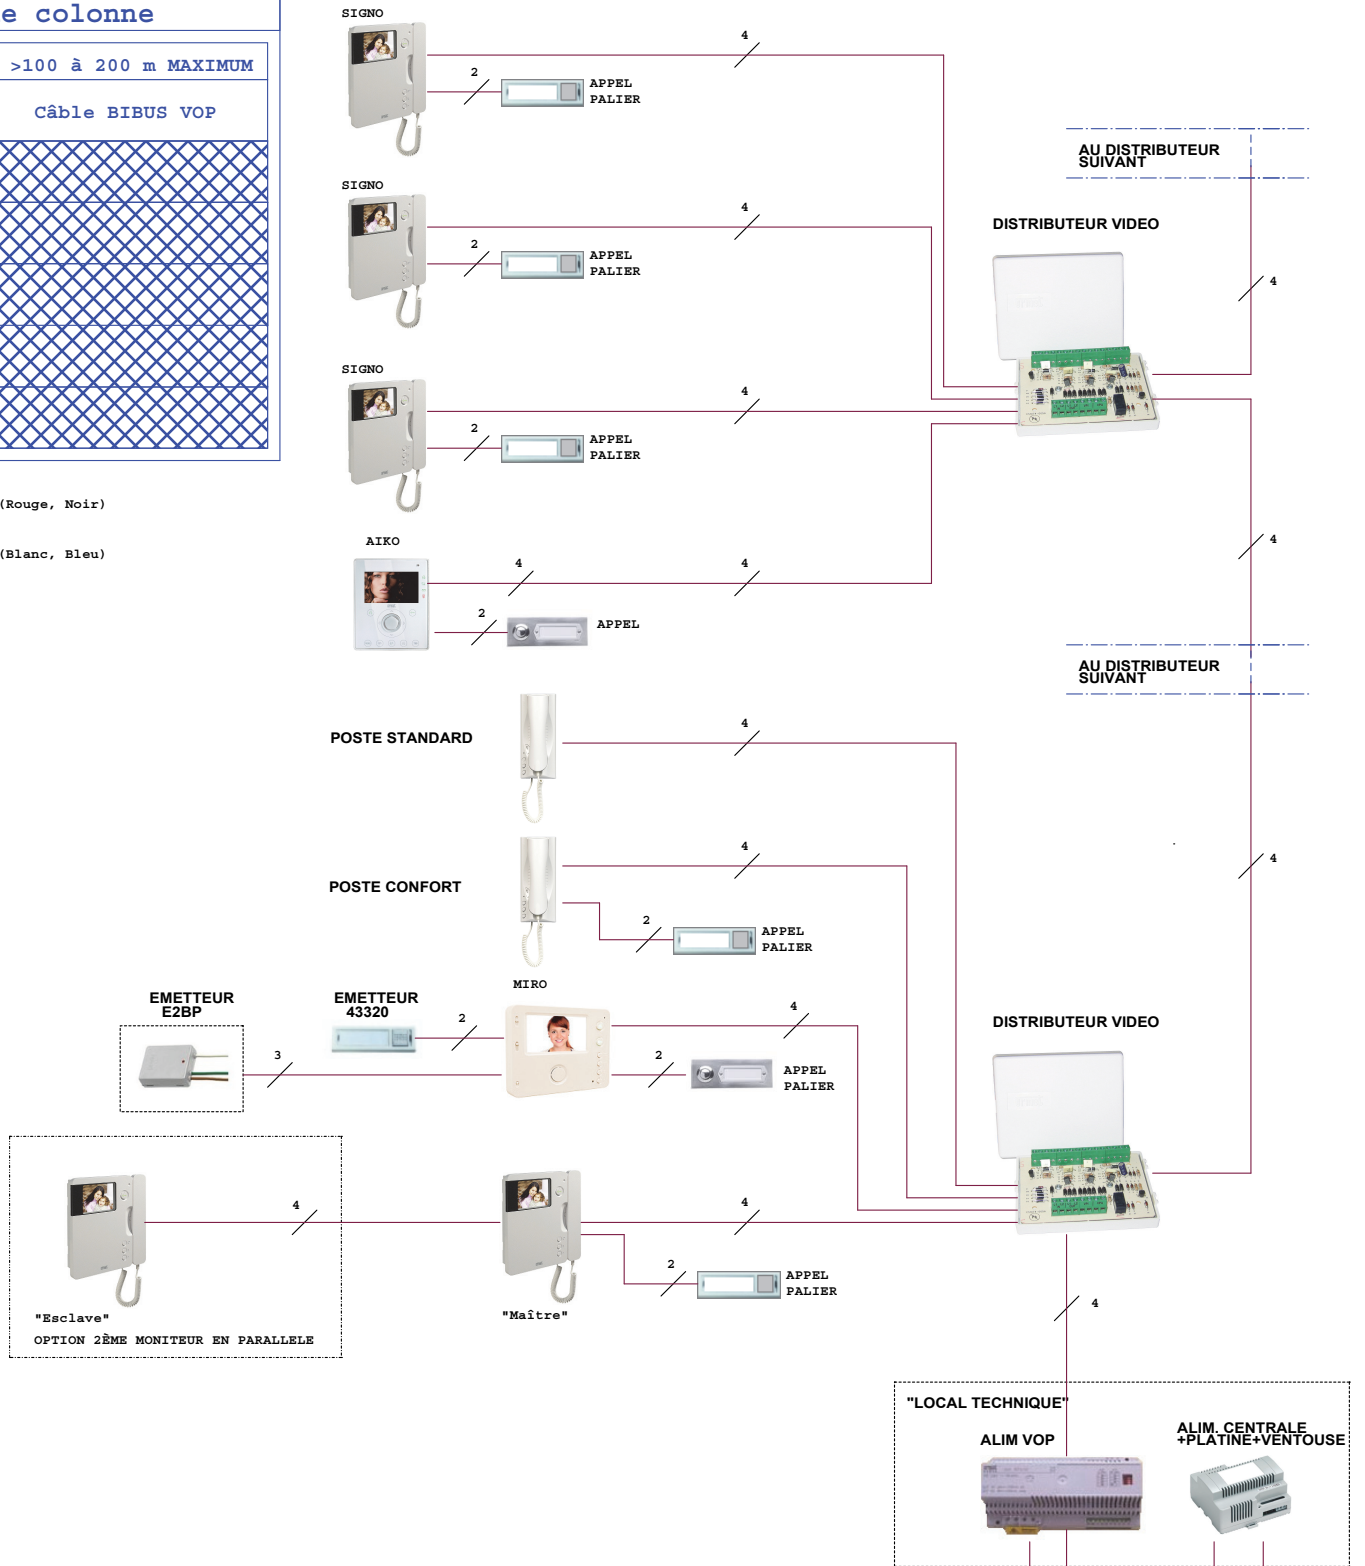 e colonne
>100 à 200 m MAXIMUM
Câble BIBUS VOP
(Rouge, Noir)
(Blanc, Bleu)
SIGNO
4
2
APPEL
PALIER
AU DISTRIBUTEUR
SUIVANT
SIGNO
4
2
APPEL
PALIER
DISTRIBUTEUR VIDEO
4
SIGNO
4
2
APPEL
PALIER
AIKO
4
4
4
2
APPEL
AU DISTRIBUTEUR
SUIVANT
POSTE STANDARD
4
POSTE CONFORT
4
4
2
APPEL
PALIER
MIRO
EMETTEUR
E2BP
EMETTEUR
43320
2
4
3
2
APPEL
PALIER
DISTRIBUTEUR VIDEO
4
4
2
APPEL
PALIER
"Esclave"
"Maître"
OPTION 2ÈME MONITEUR EN PARALLELE
4
"LOCAL TECHNIQUE"
ALIM VOP
ALIM. CENTRALE
+PLATINE+VENTOUSE